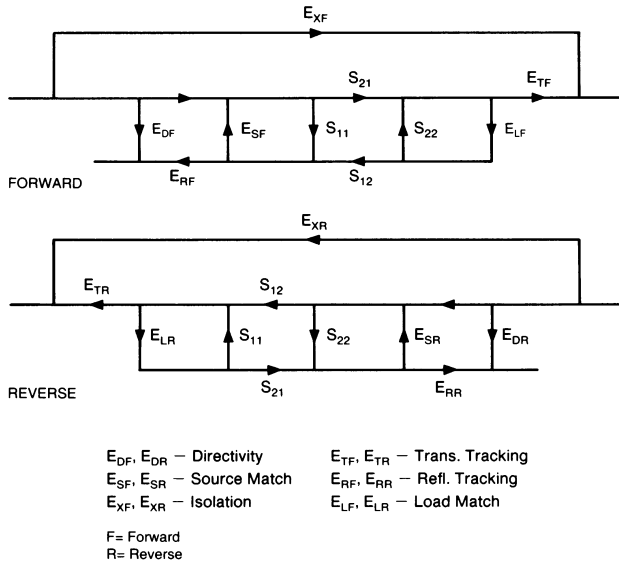 E_XF
S_21
E_TF
E_DF
E_SF
S_11
S_22
E_LF
E_RF
S_12
FORWARD
E_XR
E_TR
S_12
E_LR
S_11
S_22
E_SR
E_DR
S_21
E_RR
REVERSE
E_DF, E_DR – Directivity
E_SF, E_SR – Source Match
E_XF, E_XR – Isolation
E_TF, E_TR – Trans. Tracking
E_RF, E_RR – Refl. Tracking
E_LF, E_LR – Load Match
F= Forward
R= Reverse